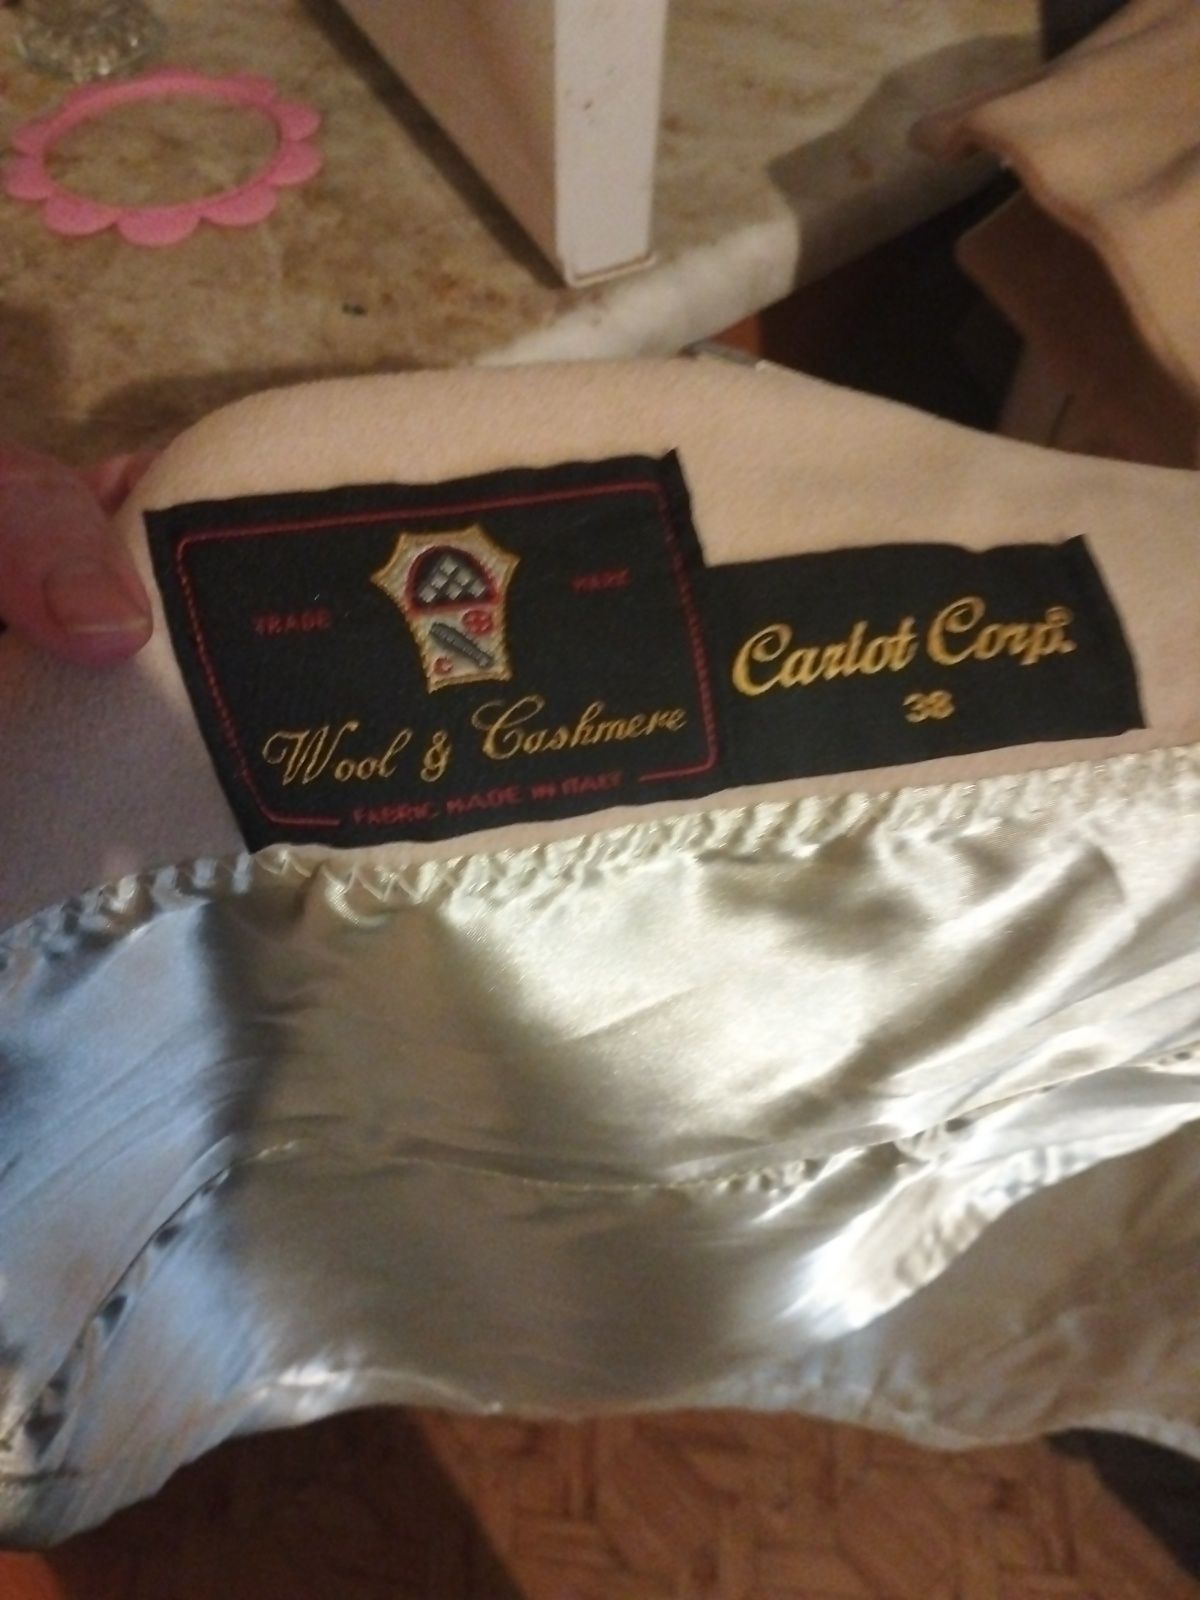 TRADE MARK
Wool & Cashmere
FABRIC MADE IN ITALY
Carlot Corp.®
38